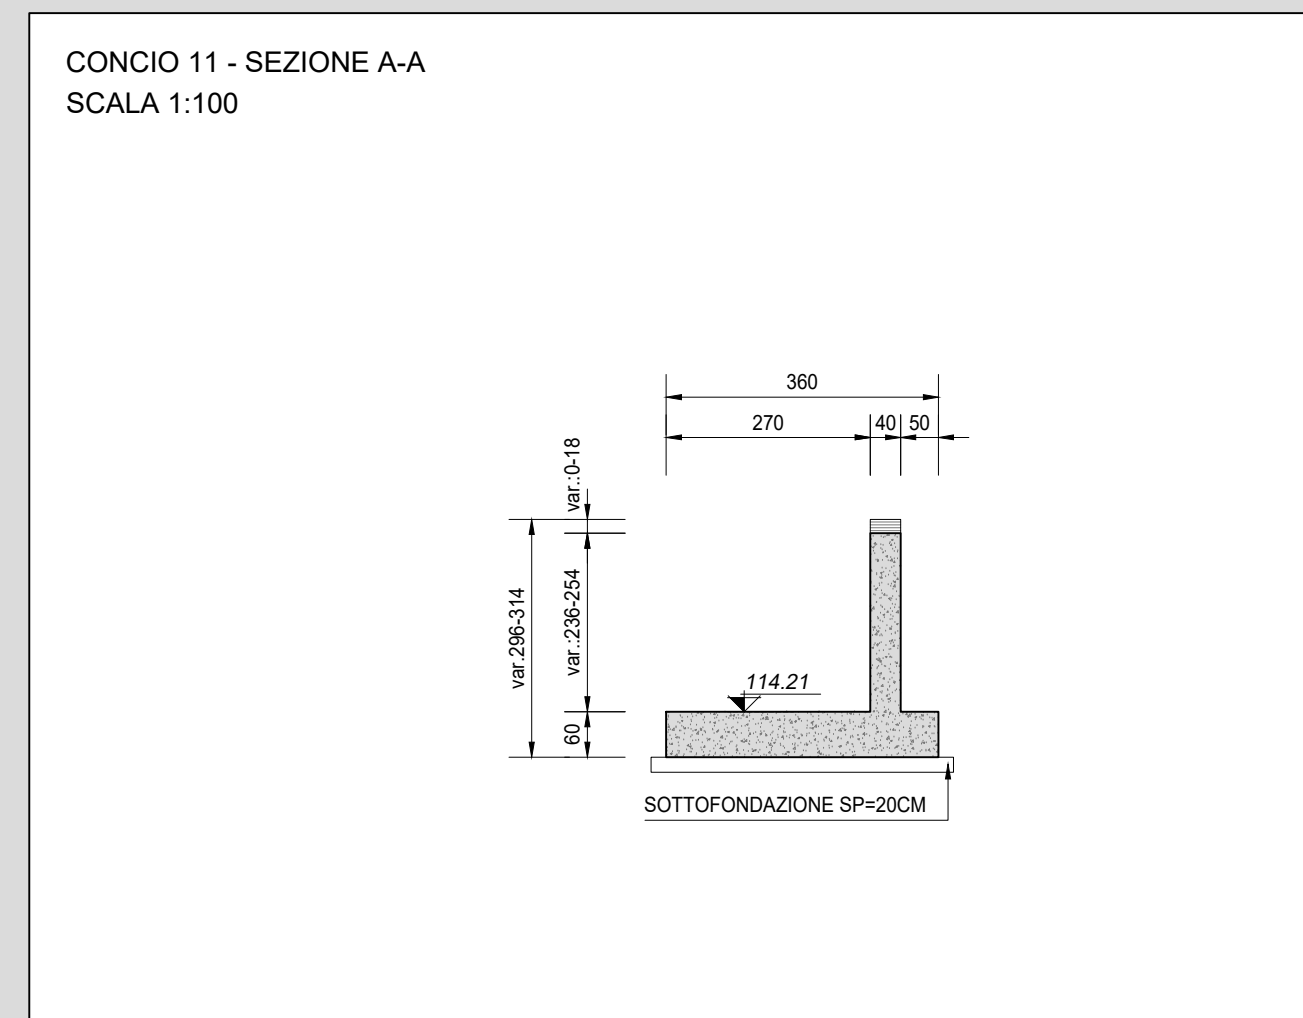 CONCIO 11 - SEZIONE A-A
SCALA 1:100
360
270
40
50
var.:0-18
var.:236-254
var.296-314
60
114.21
SOTTOFONDAZIONE SP=20CM